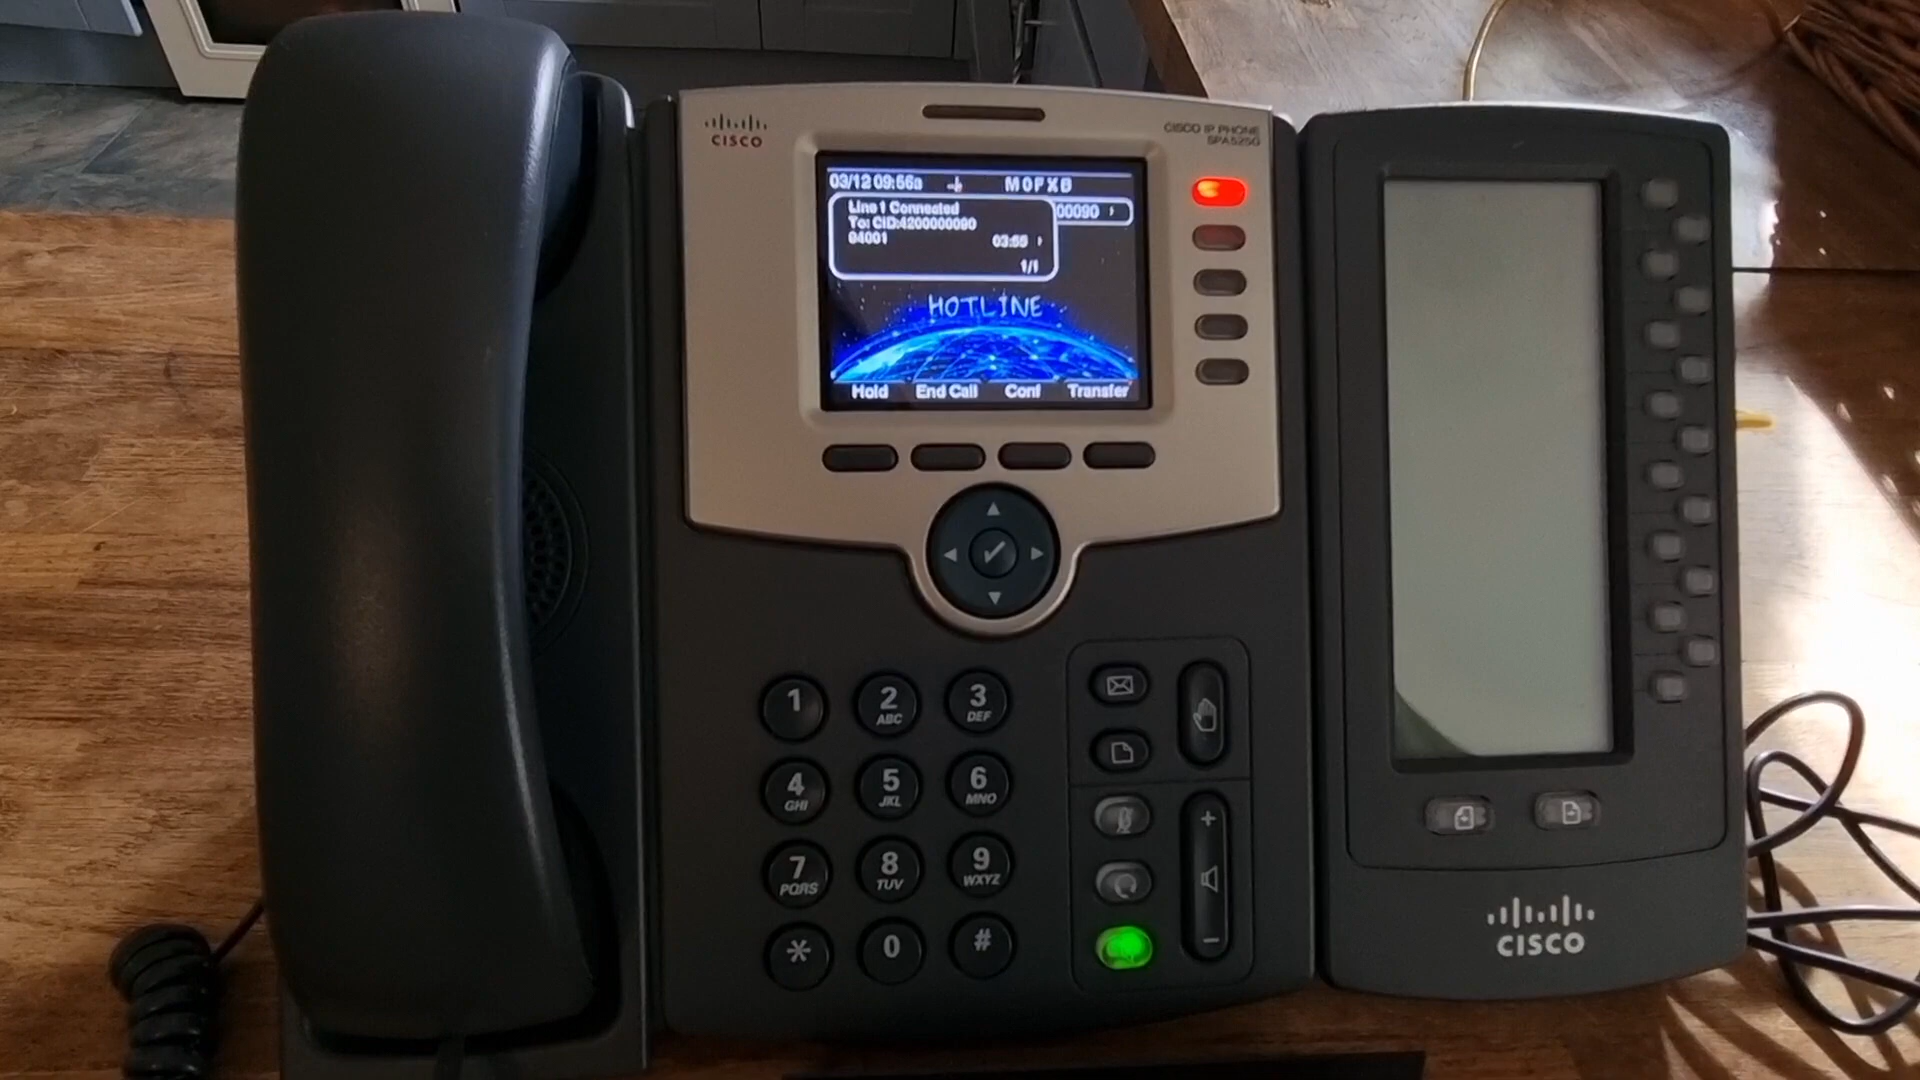 CISCO
CISCO IP PHONE
SPA525G
03/12 09:56a M0FXB
Line 1 Connected
00090
To: CID:4200000090
84001 03:55
1/1
HOTLINE
Hold End Call Conf Transfer
1 2 ABC 3 DEF
4 GHI 5 JKL 6 MNO
7 PQRS 8 TUV 9 WXYZ
* 0 #
+
-
CISCO